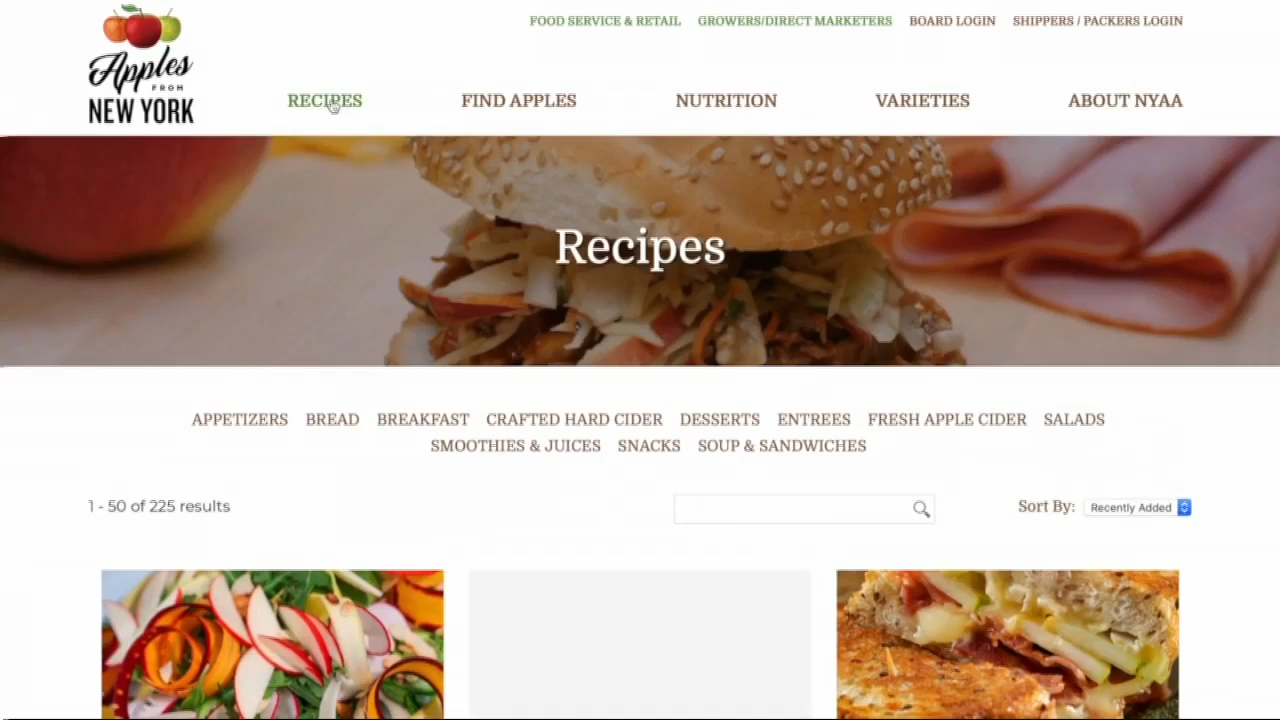 FOOD SERVICE & RETAIL GROWERS/DIRECT MARKETERS BOARD LOGIN SHIPPERS / PACKERS LOGIN
Apples
FROM
NEW YORK
RECIPES FIND APPLES NUTRITION VARIETIES ABOUT NYAA
Recipes
APPETIZERS BREAD BREAKFAST CRAFTED HARD CIDER DESSERTS ENTREES FRESH APPLE CIDER SALADS
SMOOTHIES & JUICES SNACKS SOUP & SANDWICHES
1 - 50 of 225 results Sort By: Recently Added